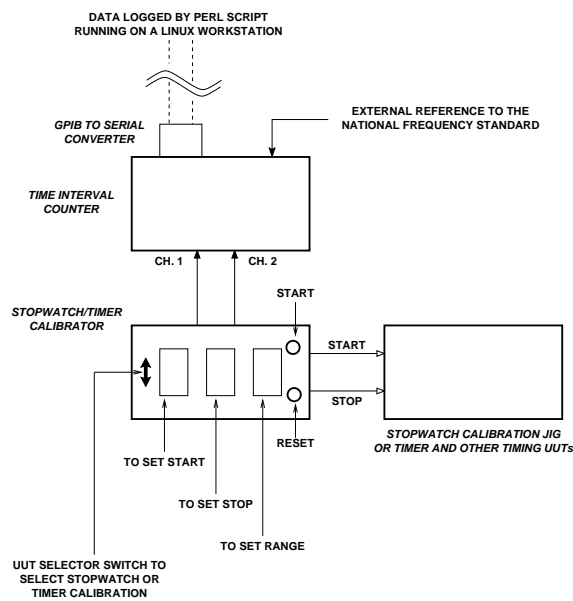 DATA LOGGED BY PERL SCRIPT
RUNNING ON A LINUX WORKSTATION
GPIB TO SERIAL
CONVERTER
EXTERNAL REFERENCE TO THE
NATIONAL FREQUENCY STANDARD
TIME INTERVAL
COUNTER
CH. 1
CH. 2
STOPWATCH/TIMER
CALIBRATOR
START
START
STOP
RESET
STOPWATCH CALIBRATION JIG
OR TIMER AND OTHER TIMING UUTs
TO SET START
TO SET STOP
TO SET RANGE
UUT SELECTOR SWITCH TO
SELECT STOPWATCH OR
TIMER CALIBRATION